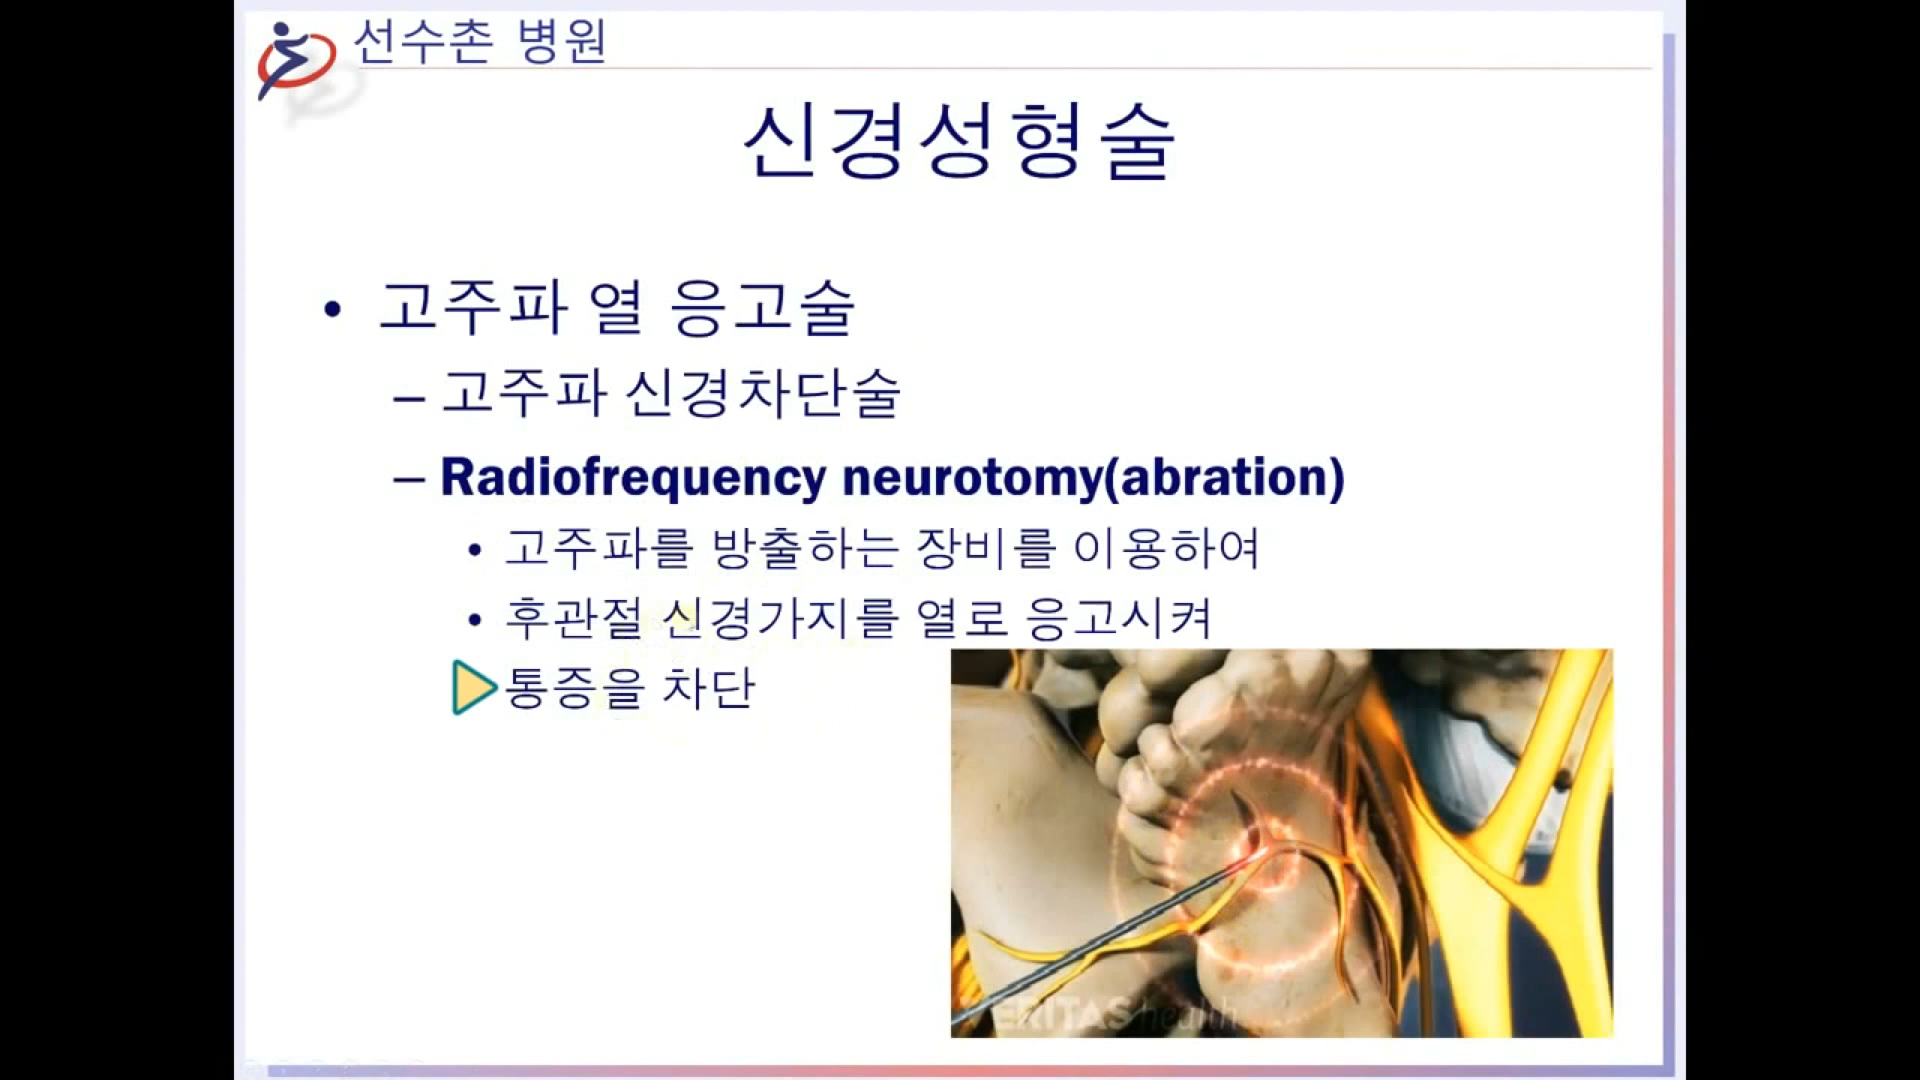 선수촌 병원
신경성형술
• 고주파 열 응고술
– 고주파 신경차단술
– Radiofrequency neurotomy(abration)
• 고주파를 방출하는 장비를 이용하여
• 후관절 신경가지를 열로 응고시켜
통증을 차단
VERITAS health